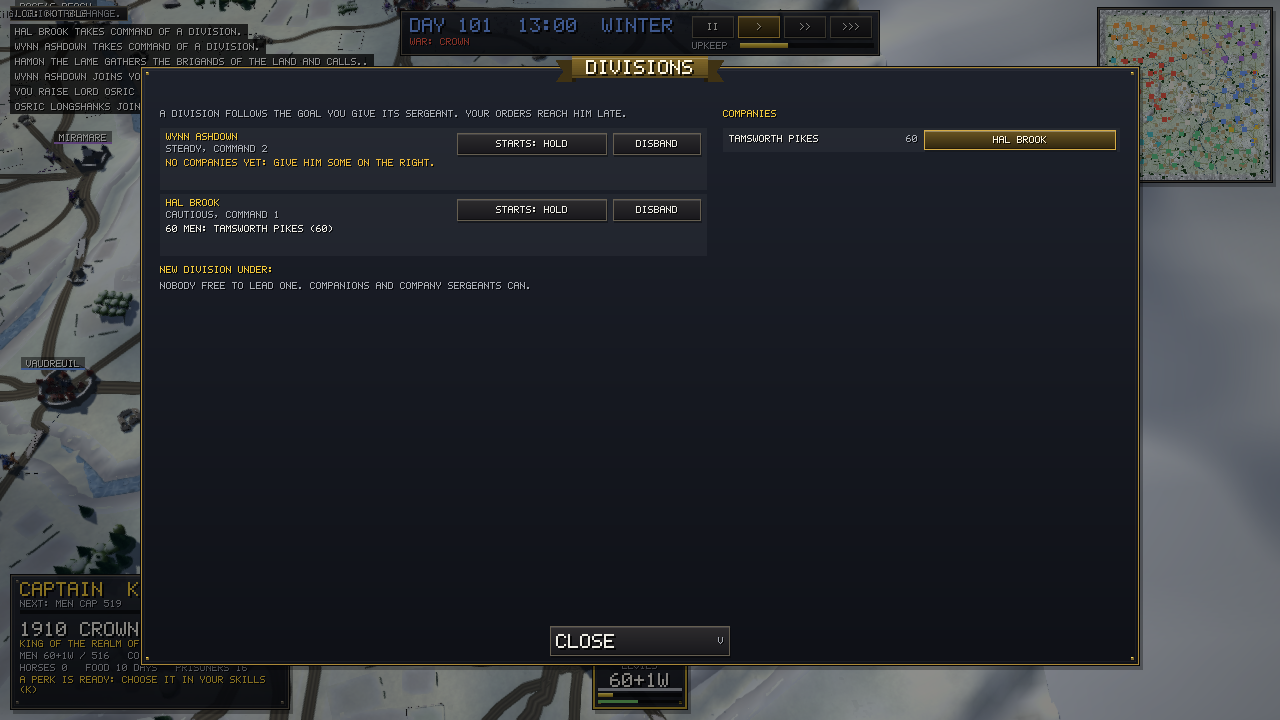 HAL BROOK TAKES COMMAND OF A DIVISION.
WYNN ASHDOWN TAKES COMMAND OF A DIVISION.
THE LAME GATHERS THE BRIGANDS OF THE LAND AND CALLS..
WYNN ASHDOWN JOINS YO
YOU RAISE LORD OSRIC
OSRIC LONGSHANKS JOIN
DAY 101 13:00 WINTER
WAR: CROWN
II > >> >>>
UPKEEP
DIVISIONS
A DIVISION FOLLOWS THE GOAL YOU GIVE ITS SERGEANT. YOUR ORDERS REACH HIM LATE.
WYNN ASHDOWN
STEADY, COMMAND 2
NO COMPANIES YET: GIVE HIM SOME ON THE RIGHT.
STARTS: HOLD
DISBAND
HAL BROOK
CAUTIOUS, COMMAND 1
60 MEN: TAMSWORTH PIKES (60)
STARTS: HOLD
DISBAND
NEW DIVISION UNDER:
NOBODY FREE TO LEAD ONE. COMPANIONS AND COMPANY SERGEANTS CAN.
COMPANIES
TAMSWORTH PIKES 60 HAL BROOK
CLOSE V
MIRAMARE
VAUDREUIL
CAPTAIN K
NEXT: MEN CAP 519
1910 CROWN
KING OF THE REALM OF
MEN 60+1W / 516 CO
HORSES 0 FOOD 10 DAYS PRISONERS 16
A PERK IS READY: CHOOSE IT IN YOUR SKILLS
(K)
60+1W